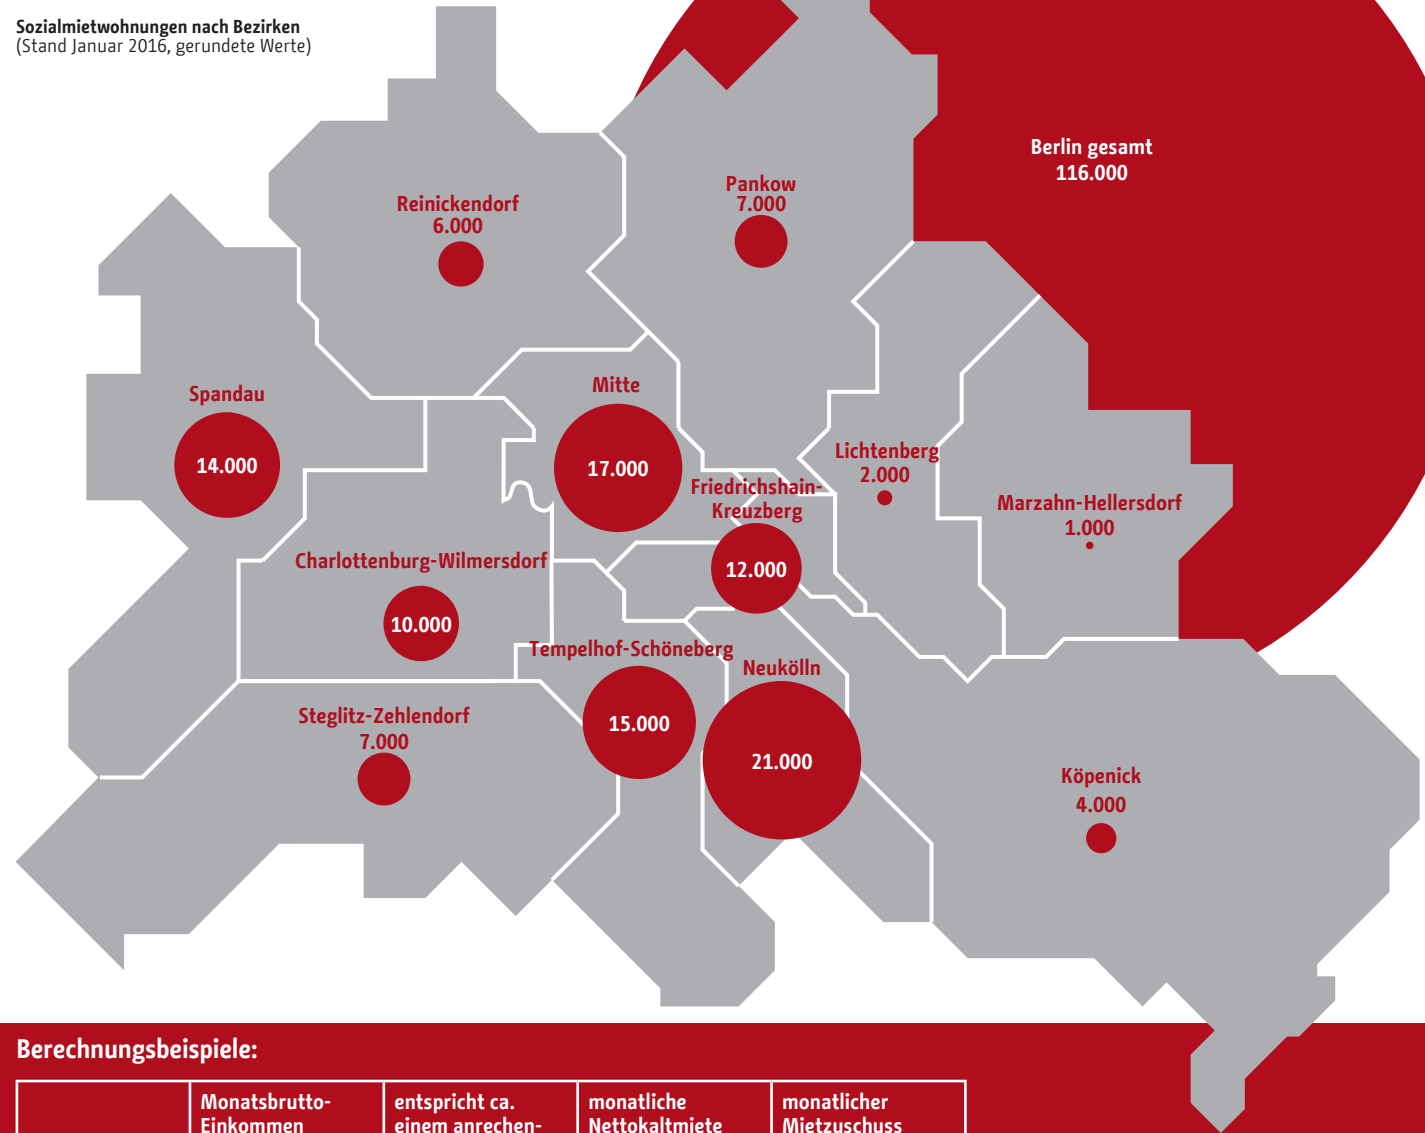 Sozialmietwohnungen nach Bezirken
(Stand Januar 2016, gerundete Werte)
Berlin gesamt
116.000
Pankow
7.000
Reinickendorf
6.000
Spandau
14.000
Mitte
17.000
Lichtenberg
2.000
Friedrichshain-
Kreuzberg
12.000
Marzahn-Hellersdorf
1.000
Charlottenburg-Wilmersdorf
10.000
Tempelhof-Schöneberg
15.000
Neukölln
21.000
Steglitz-Zehlendorf
7.000
Köpenick
4.000
Berechnungsbeispiele:
Monatsbrutto-
Einkommen
entspricht ca.
einem anrechen-
monatliche
Nettokaltmiete
monatlicher
Mietzuschuss